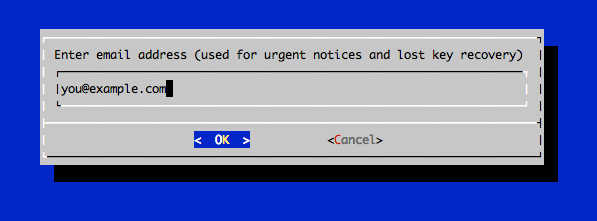 Enter email address (used for urgent notices and lost key recovery)
you@example.com
< OK > <Cancel>